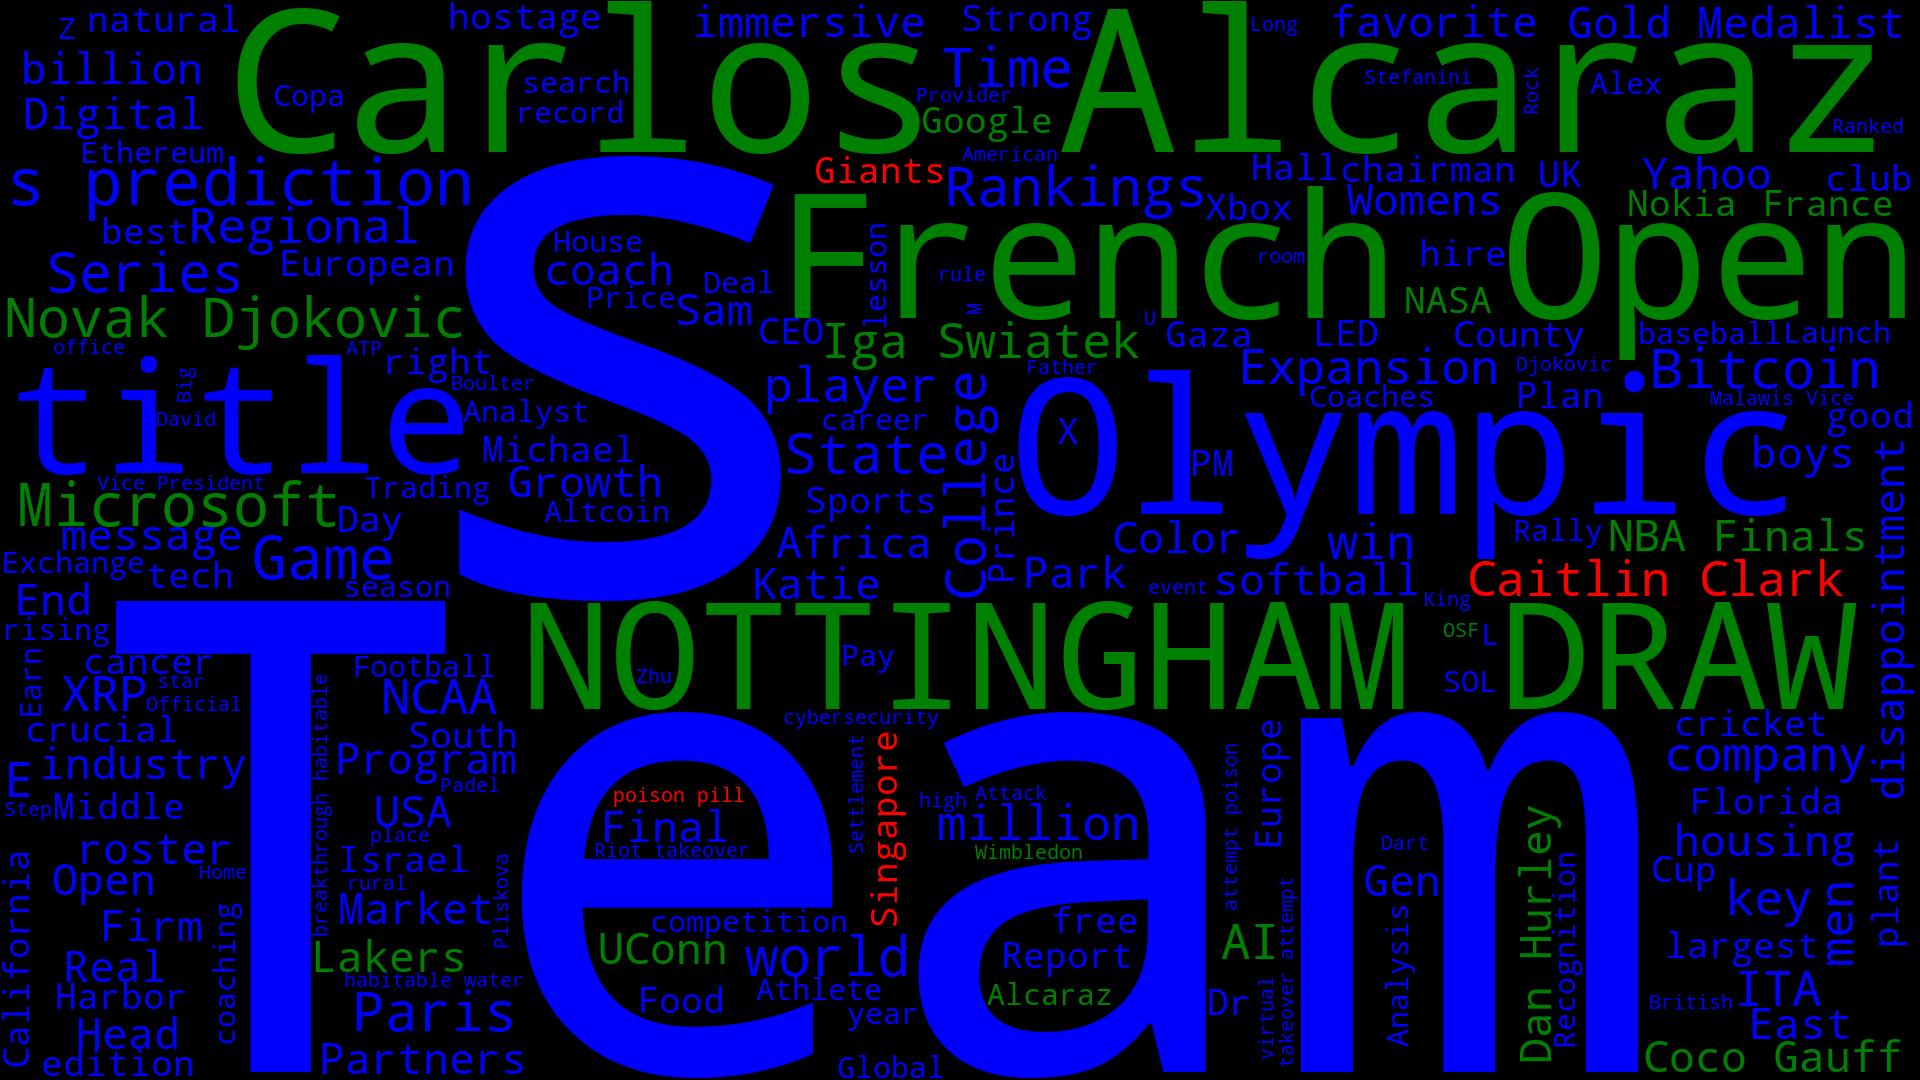 Z natural
hostage
immersive
Strong
Long
favorite
Gold Medalist
Carlos Alcaraz
billion
Copa
search
record
Time
Provider
Google
Stefanini
Rock
Alex
Ranked
Digital
Ethereum
s prediction
Giants
American
Rankings
Hall
chairman
UK
Yahoo
club
Xbox
Womens
Nokia France
best
Regional
S
French Open
House
lesson
room
hire
Series
European
coach
Deal
rule
NASA
Price
Sam
M
Novak Djokovic
CEO
Iga Swiatek
U
Gaza
LED
County
baseball
Launch
office
ATP
right
Father
Expansion
Djokovic
Bitcoin
title
Big
Boulter
player
College
Olympic
Coaches
Plan
Malawis Vice
good
David
Analyst
career
X
Michael
State
Prince
PM
boys
disappointment
Vice President
Microsoft
Trading
Growth
Sports
Day
Altcoin
message
Game
Africa
Color
win
Rally
NBA Finals
Exchange
tech
season
Katie
Park
event
softball
King
Caitlin Clark
End
rising
Team
NOTTINGHAM DRAW
OSF
L
Earn
cancer
Football
Zhu
Pay
SOL
XRP
star
Official
breakthrough habitable
NCAA
cybersecurity
crucial
South
Singapore
Settlement
Europe
attempt poison
cricket
E
industry
Program
company
Padel
Step
Middle
USA
poison pill
high
Attack
Florida
place
Final
million
roster
Israel
Riot takeover
Wimbledon
Dart
Dan Hurley
housing
California
Open
Home
rural
Pliskova
Gen
Recognition
Cup
key
men
plant
Firm
coaching
Market
competition
free
Analysis
Lakers
UConn
world
Report
AI
takeover attempt
largest
Real
habitable water
Harbor
Paris
Food
Athlete
Alcaraz
Dr
virtual
British
ITA
Head
year
East
edition
Partners
Global
Coco Gauff